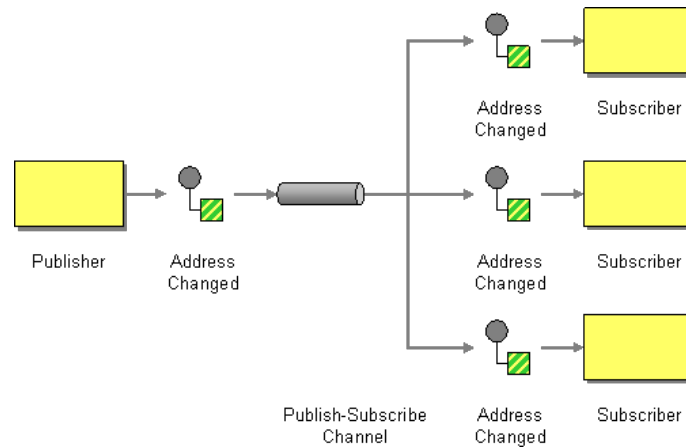 Address
Changed
Subscriber
Publisher
Address
Changed
Address
Changed
Subscriber
Publish-Subscribe
Channel
Address
Changed
Subscriber